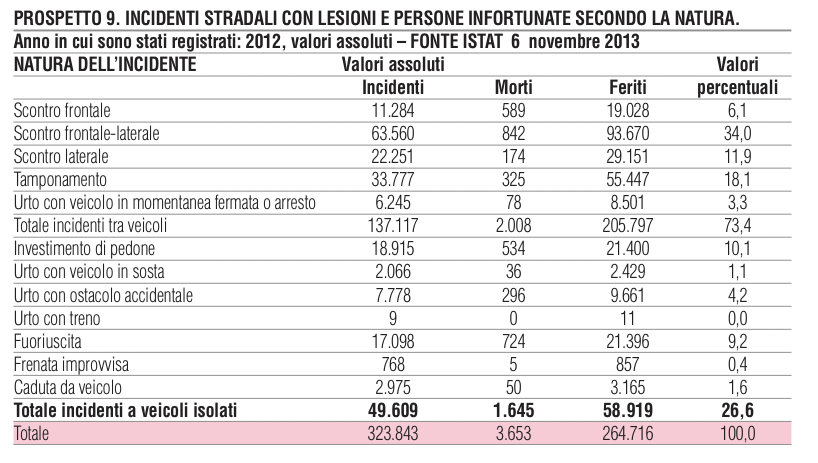 PROSPETTO 9. INCIDENTI STRADALI CON LESIONI E PERSONE INFORTUNATE SECONDO LA NATURA.
Anno in cui sono stati registrati: 2012, valori assoluti – FONTE ISTAT 6 novembre 2013
NATURA DELL'INCIDENTE Valori assoluti Valori
Incidenti Morti Feriti percentuali
Scontro frontale 11.284 589 19.028 6,1
Scontro frontale-laterale 63.560 842 93.670 34,0
Scontro laterale 22.251 174 29.151 11,9
Tamponamento 33.777 325 55.447 18,1
Urto con veicolo in momentanea fermata o arresto 6.245 78 8.501 3,3
Totale incidenti tra veicoli 137.117 2.008 205.797 73,4
Investimento di pedone 18.915 534 21.400 10,1
Urto con veicolo in sosta 2.066 36 2.429 1,1
Urto con ostacolo accidentale 7.778 296 9.661 4,2
Urto con treno 9 0 11 0,0
Fuoriuscita 17.098 724 21.396 9,2
Frenata improvvisa 768 5 857 0,4
Caduta da veicolo 2.975 50 3.165 1,6
Totale incidenti a veicoli isolati 49.609 1.645 58.919 26,6
Totale 323.843 3.653 264.716 100,0